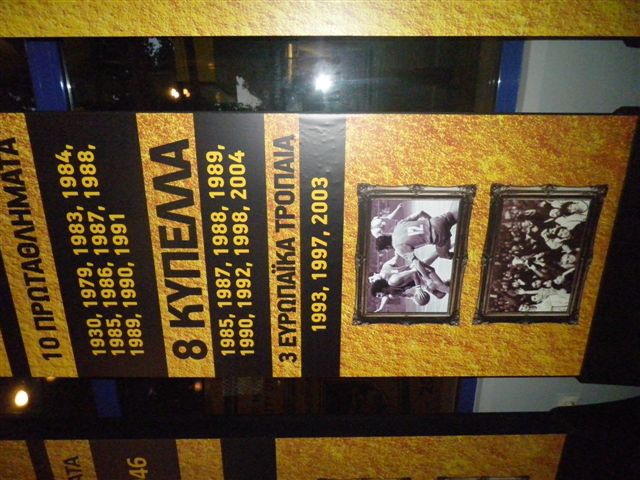 10 ΠΡΩΤΑΘΛΗΜΑΤΑ
1930, 1979, 1983, 1984,
1985, 1986, 1987, 1988,
1989, 1990, 1991
8 ΚΥΠΕΛΛΑ
1985, 1987, 1988, 1989,
1990, 1992, 1998, 2004
3 ΕΥΡΩΠΑΪΚΑ ΤΡΟΠΑΙΑ
1993, 1997, 2003
ΑΤΑ
46